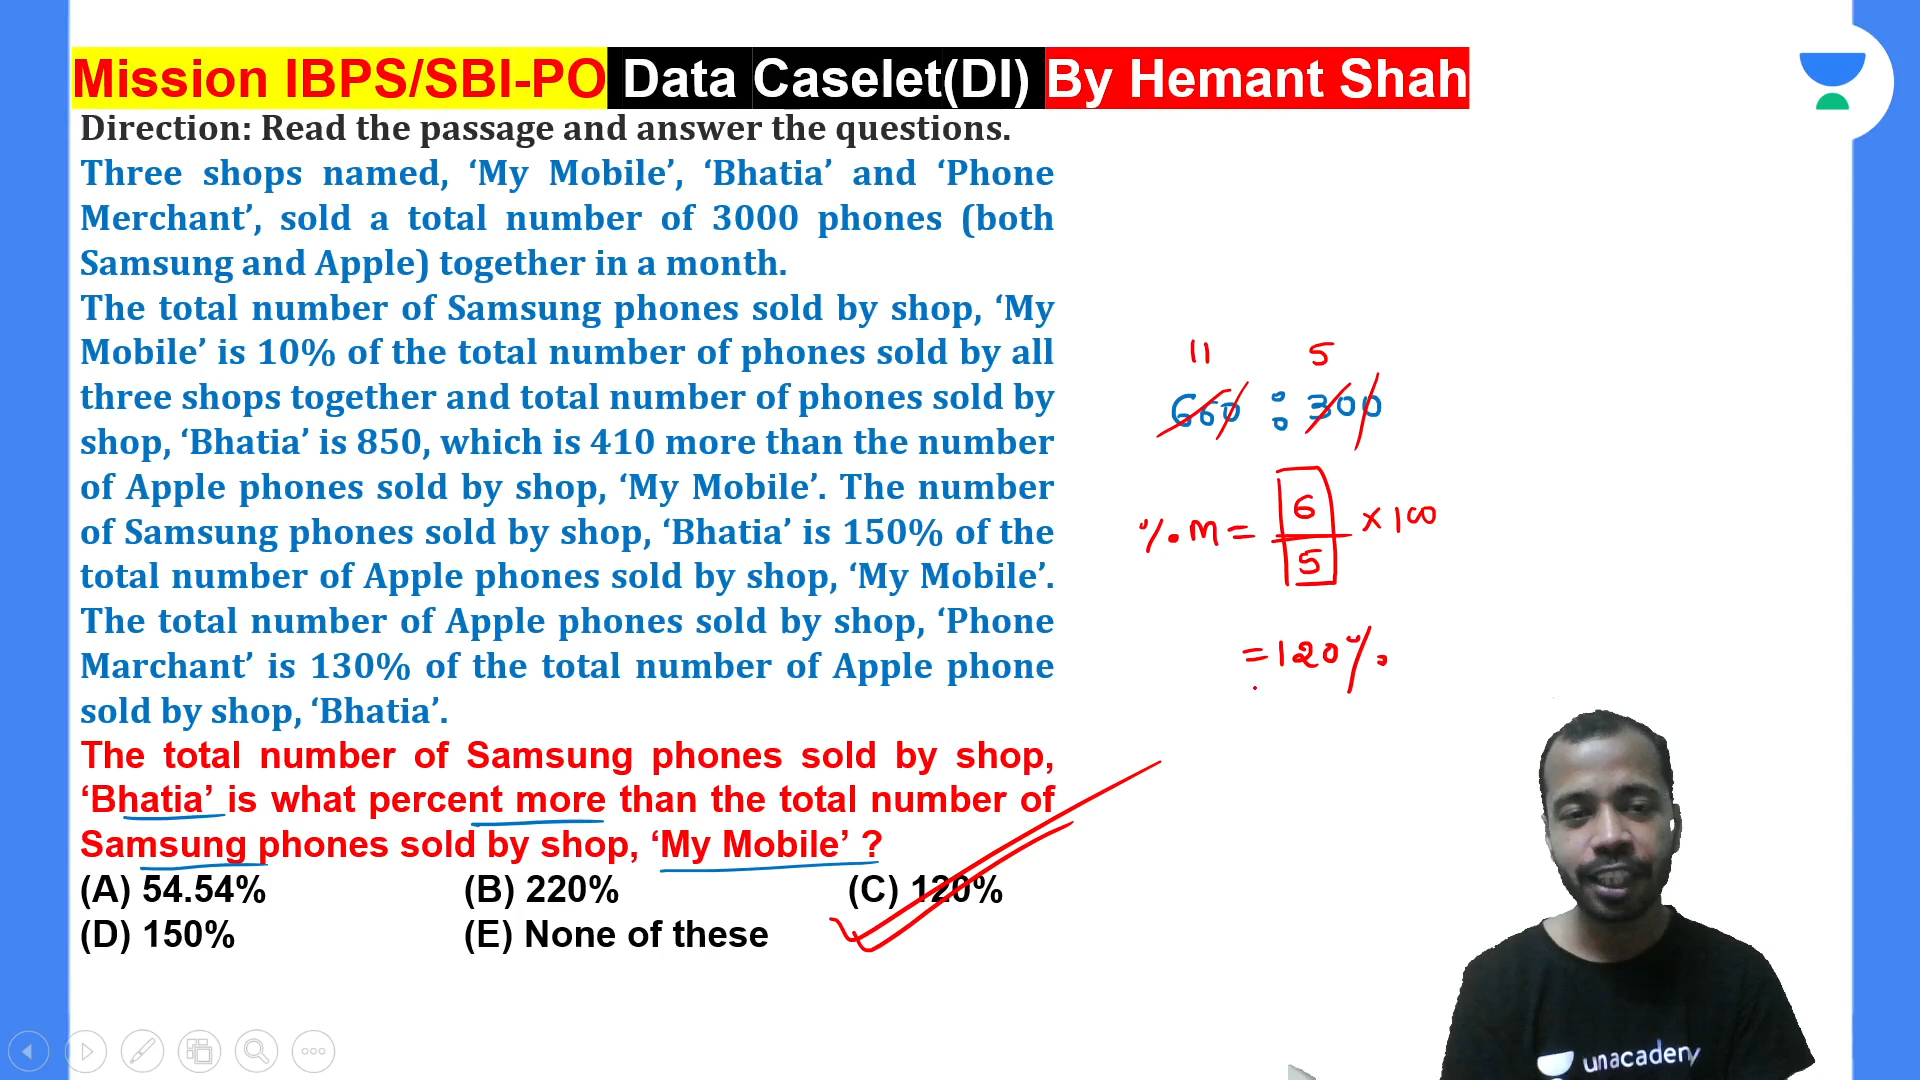 Mission IBPS/SBI-PO Data Caselet(DI) By Hemant Shah
Direction: Read the passage and answer the questions.
Three shops named, ‘My Mobile’, ‘Bhatia’ and ‘Phone
Merchant’, sold a total number of 3000 phones (both
Samsung and Apple) together in a month.
The total number of Samsung phones sold by shop, ‘My
Mobile’ is 10% of the total number of phones sold by all
three shops together and total number of phones sold by
shop, ‘Bhatia’ is 850, which is 410 more than the number
of Apple phones sold by shop, ‘My Mobile’. The number
of Samsung phones sold by shop, ‘Bhatia’ is 150% of the
total number of Apple phones sold by shop, ‘My Mobile’.
The total number of Apple phones sold by shop, ‘Phone
Marchant’ is 130% of the total number of Apple phone
sold by shop, ‘Bhatia’.
The total number of Samsung phones sold by shop,
‘Bhatia’ is what percent more than the total number of
Samsung phones sold by shop, ‘My Mobile’ ?
(A) 54.54% (B) 220% (C) 120%
(D) 150% (E) None of these
11 5
660 : 300
% M = 6/5 × 100
= 120%
unacademy